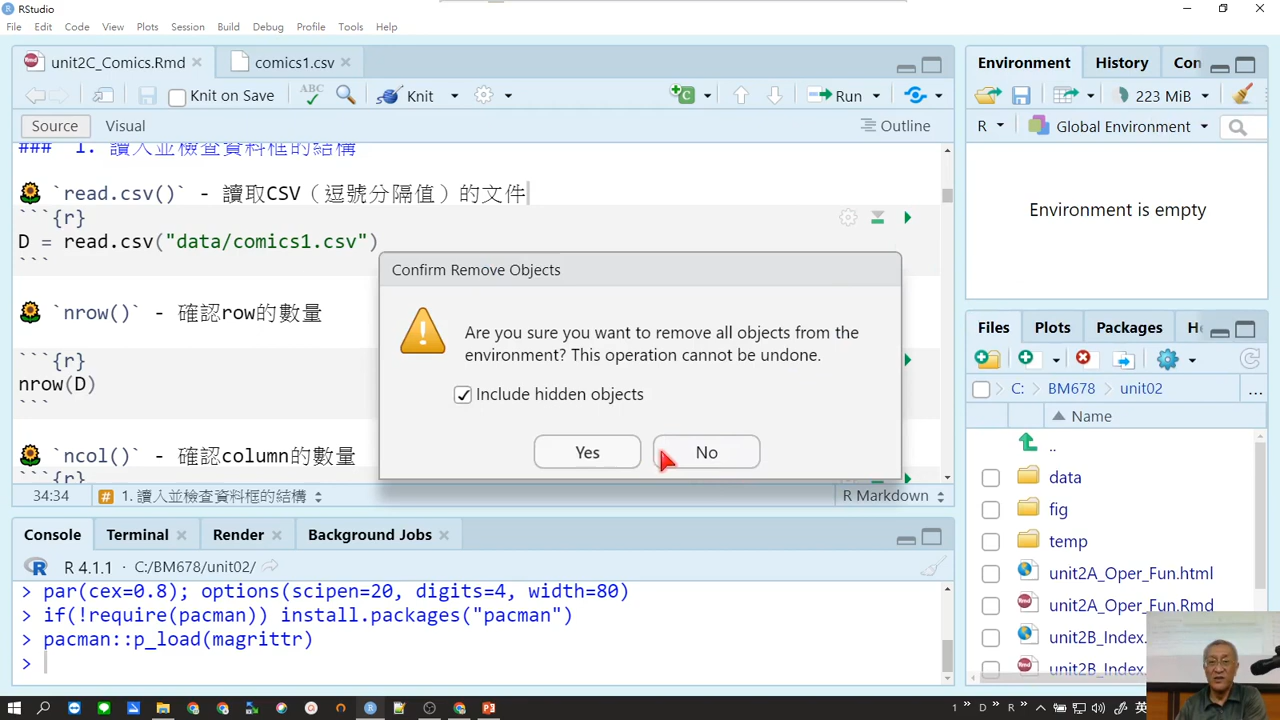 RStudio
File Edit Code View Plots Session Build Debug Profile Tools Help
unit2C_Comics.Rmd comics1.csv
Knit on Save ABC Knit Run
Source Visual Outline
### 1. 讀入並檢查資料框的結構
`read.csv()` - 讀取CSV（逗號分隔值）的文件
```{r}
D = read.csv("data/comics1.csv")
```
`nrow()` - 確認row的數量
```{r}
nrow(D)
```
`ncol()` - 確認column的數量
```{r}
34:34 # 1. 讀入並檢查資料框的結構 R Markdown
Confirm Remove Objects
Are you sure you want to remove all objects from the
environment? This operation cannot be undone.
Include hidden objects
Yes No
Console Terminal Render Background Jobs
R 4.1.1 · C:/BM678/unit02/
> par(cex=0.8); options(scipen=20, digits=4, width=80)
> if(!require(pacman)) install.packages("pacman")
> pacman::p_load(magrittr)
>
Environment History Con
223 MiB
R Global Environment
Environment is empty
Files Plots Packages He
C: BM678 unit02 ...
Name
..
data
fig
temp
unit2A_Oper_Fun.html
unit2A_Oper_Fun.Rmd
unit2B_Index.
unit2B_Index.
1 » D » R » 英